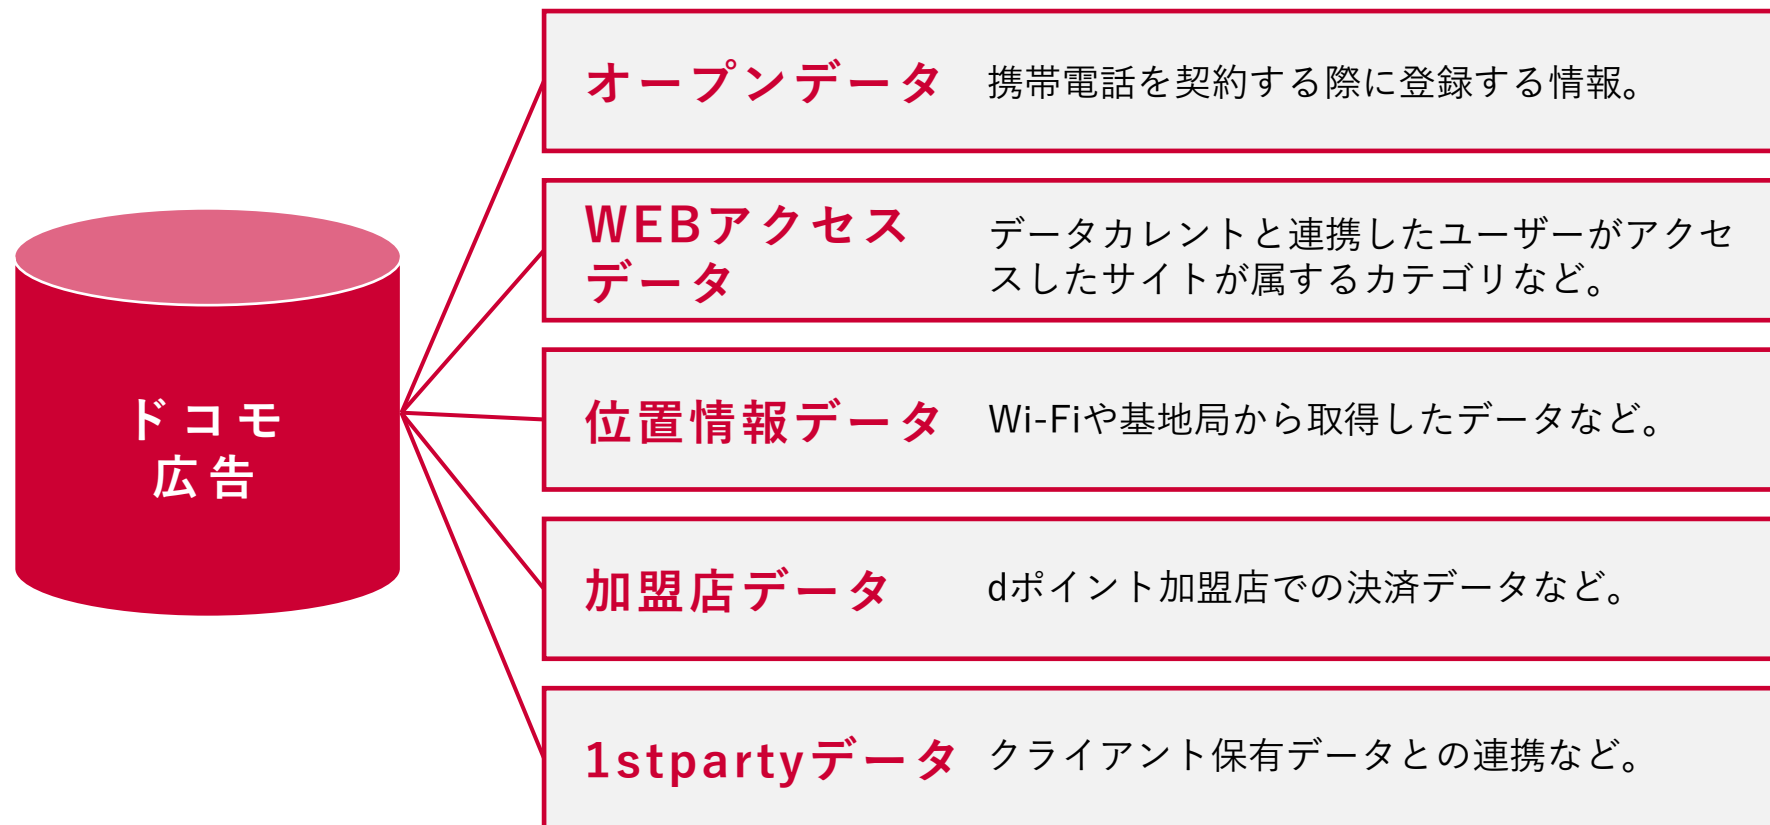 オープンデータ
携帯電話を契約する際に登録する情報。
WEBアクセス
データ
データカレントと連携したユーザーがアクセ
スしたサイトが属するカテゴリなど。
ドコモ
広告
位置情報データ
Wi-Fiや基地局から取得したデータなど。
加盟店データ
dポイント加盟店での決済データなど。
1stpartyデータ
クライアント保有データとの連携など。